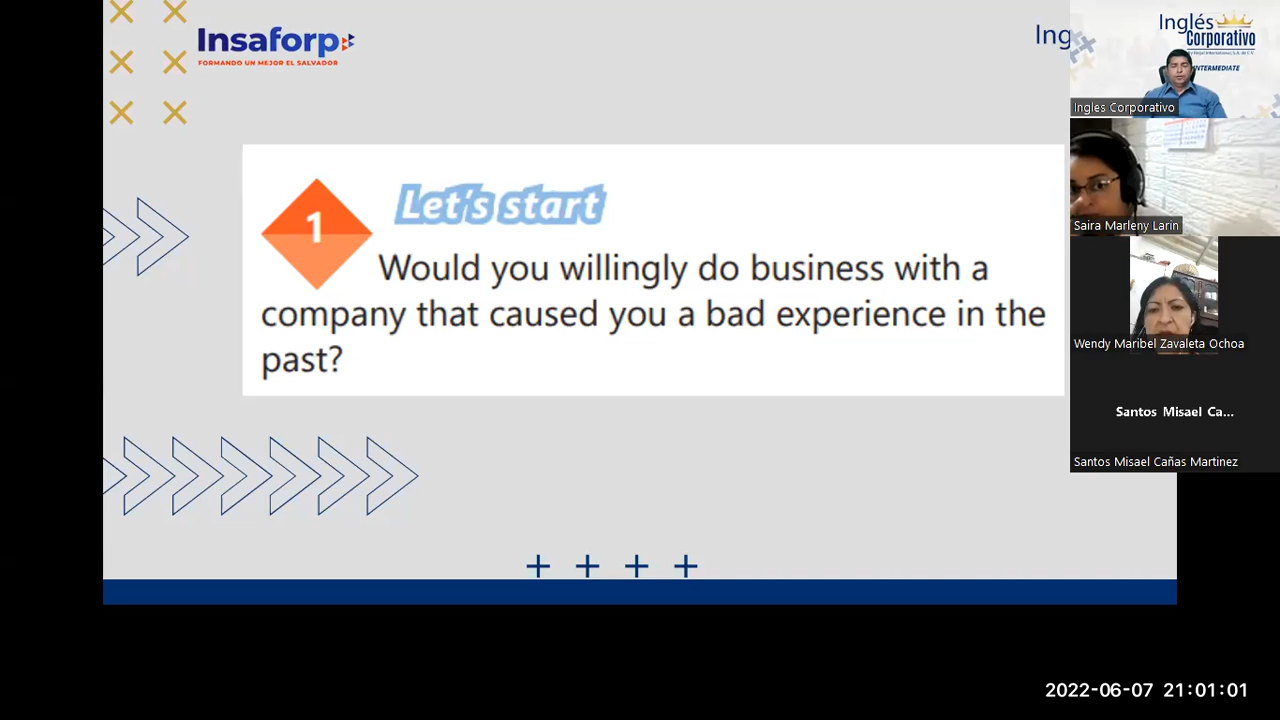 Insaforp
FORMANDO UN MEJOR EL SALVADOR
Ing
Inglés
Corporativo
INTERMEDIATE
Ingles Corporativo
1
Let's start
Would you willingly do business with a
company that caused you a bad experience in the
past?
Saira Marleny Larin
Wendy Maribel Zavaleta Ochoa
Santos Misael Ca...
Santos Misael Cañas Martinez
2022-06-07 21:01:01